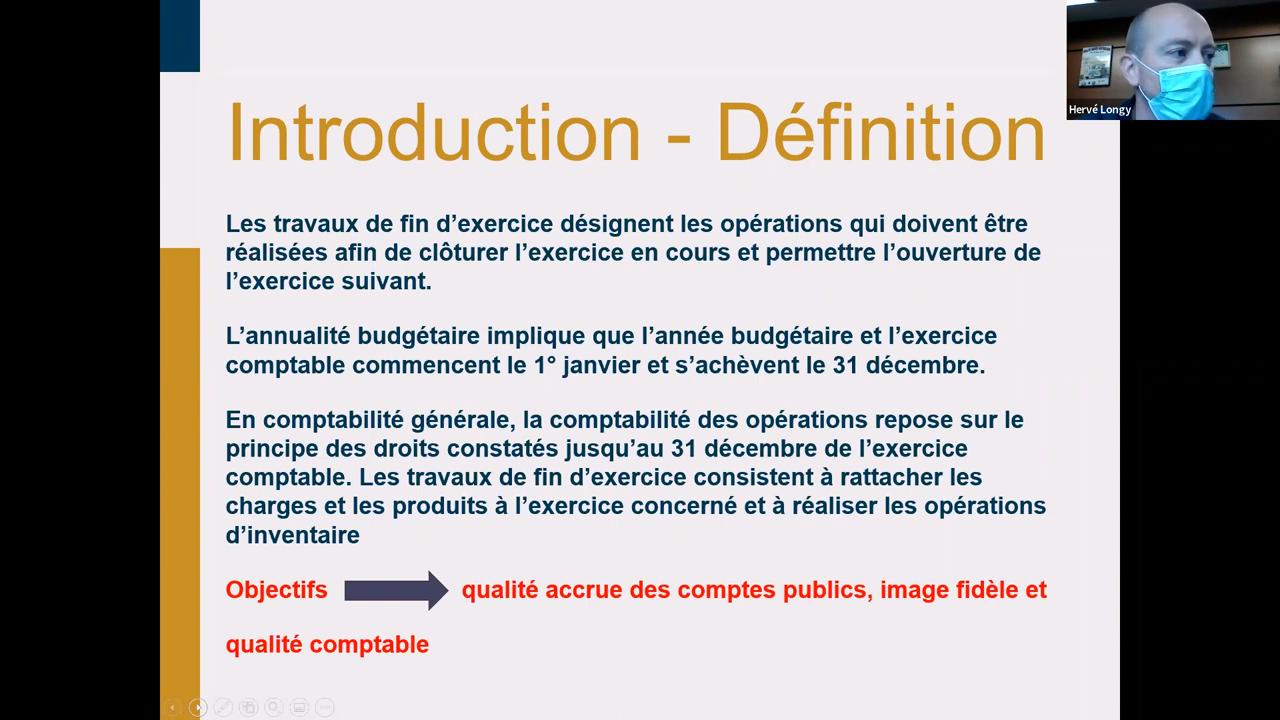 Introduction - Définition
Les travaux de fin d’exercice désignent les opérations qui doivent être
réalisées afin de clôturer l’exercice en cours et permettre l’ouverture de
l’exercice suivant.
L’annualité budgétaire implique que l’année budgétaire et l’exercice
comptable commencent le 1° janvier et s’achèvent le 31 décembre.
En comptabilité générale, la comptabilité des opérations repose sur le
principe des droits constatés jusqu’au 31 décembre de l’exercice
comptable. Les travaux de fin d’exercice consistent à rattacher les
charges et les produits à l’exercice concerné et à réaliser les opérations
d’inventaire
Objectifs qualité accrue des comptes publics, image fidèle et
qualité comptable
Hervé Longy